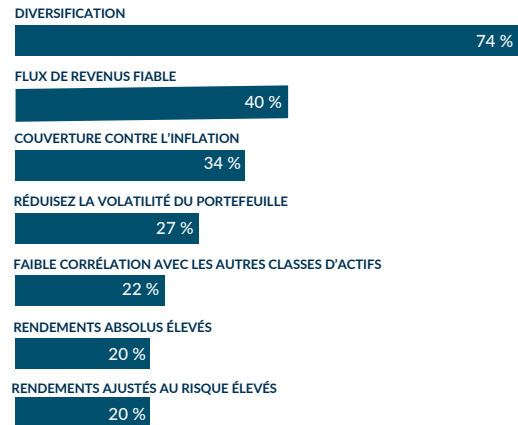 DIVERSIFICATION
74 %
FLUX DE REVENUS FIABLE
40 %
COUVERTURE CONTRE L’INFLATION
34 %
RÉDUISEZ LA VOLATILITÉ DU PORTEFEUILLE
27 %
FAIBLE CORRÉLATION AVEC LES AUTRES CLASSES D’ACTIFS
22 %
RENDEMENTS ABSOLUS ÉLEVÉS
20 %
RENDEMENTS AJUSTÉS AU RISQUE ÉLEVÉS
20 %